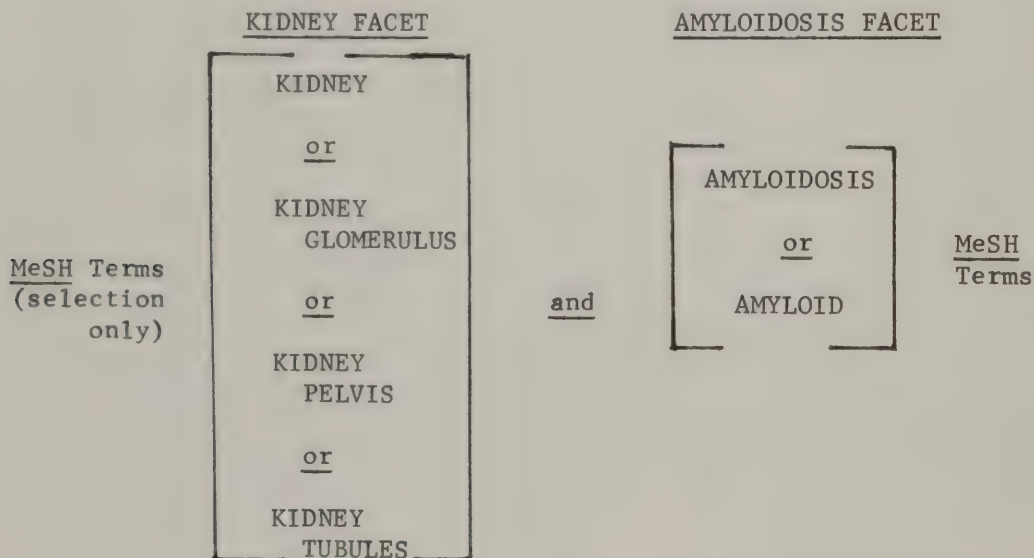 KIDNEY FACET
AMYLOIDOSIS FACET
MeSH Terms
(selection
only)
KIDNEY
or
KIDNEY
GLOMERULUS
or
KIDNEY
PELVIS
or
KIDNEY
TUBULES
and
AMYLOIDOSIS
or
AMYLOID
MeSH
Terms